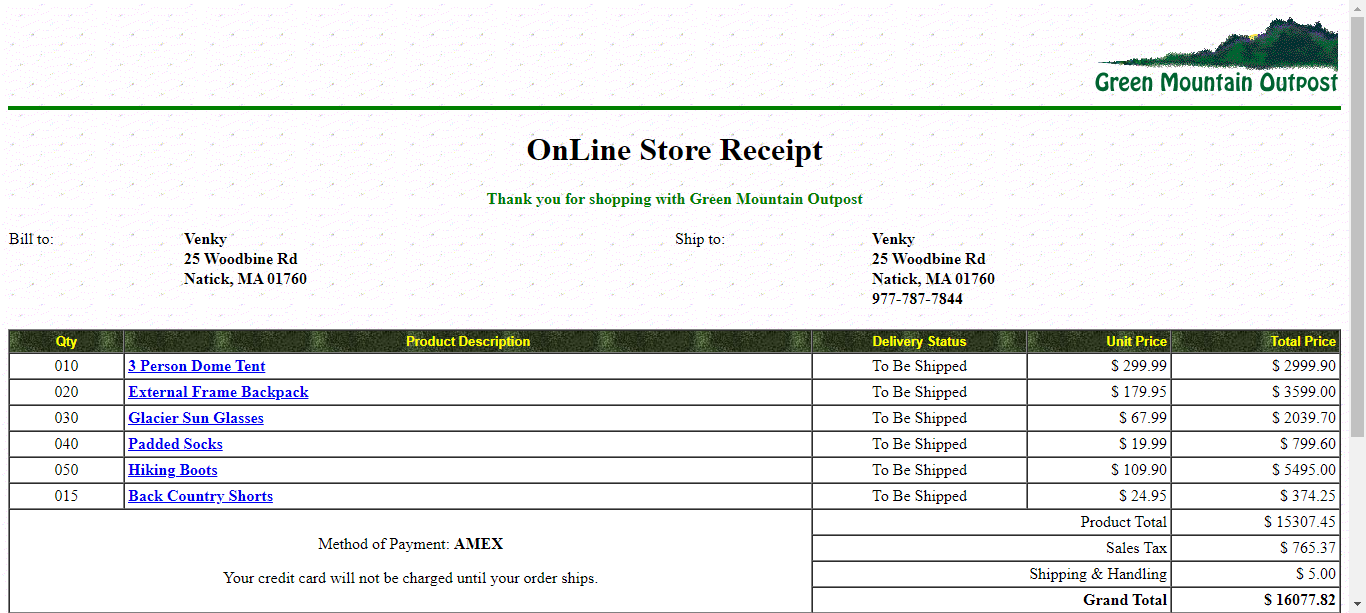 Green Mountain Outpost
OnLine Store Receipt
Thank you for shopping with Green Mountain Outpost
Bill to: Venky Ship to: Venky
25 Woodbine Rd 25 Woodbine Rd
Natick, MA 01760 Natick, MA 01760
977-787-7844
Qty Product Description Delivery Status Unit Price Total Price
010 3 Person Dome Tent To Be Shipped $ 299.99 $ 2999.90
020 External Frame Backpack To Be Shipped $ 179.95 $ 3599.00
030 Glacier Sun Glasses To Be Shipped $ 67.99 $ 2039.70
040 Padded Socks To Be Shipped $ 19.99 $ 799.60
050 Hiking Boots To Be Shipped $ 109.90 $ 5495.00
015 Back Country Shorts To Be Shipped $ 24.95 $ 374.25
Product Total $ 15307.45
Method of Payment: AMEX
Sales Tax $ 765.37
Your credit card will not be charged until your order ships.
Shipping & Handling $ 5.00
Grand Total $ 16077.82